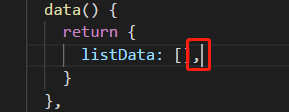 data() {
return {
listData: [],
}
},